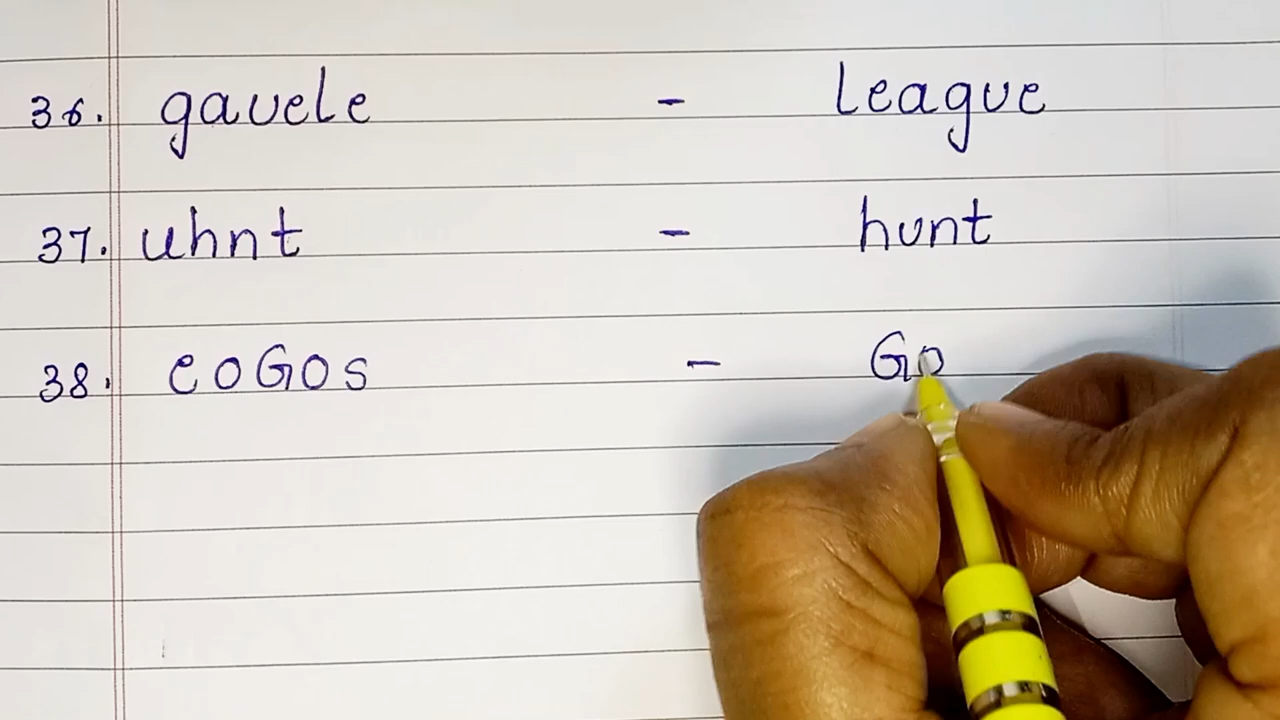 36. gauele - League
37. uhnt - hunt
38. eoGos - Go